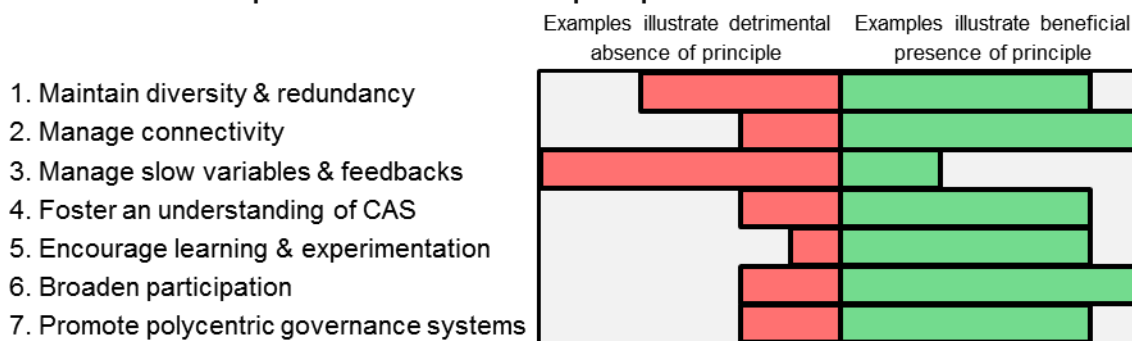 Examples illustrate detrimental
absence of principle
Examples illustrate beneficial
presence of principle
1. Maintain diversity & redundancy
2. Manage connectivity
3. Manage slow variables & feedbacks
4. Foster an understanding of CAS
5. Encourage learning & experimentation
6. Broaden participation
7. Promote polycentric governance systems